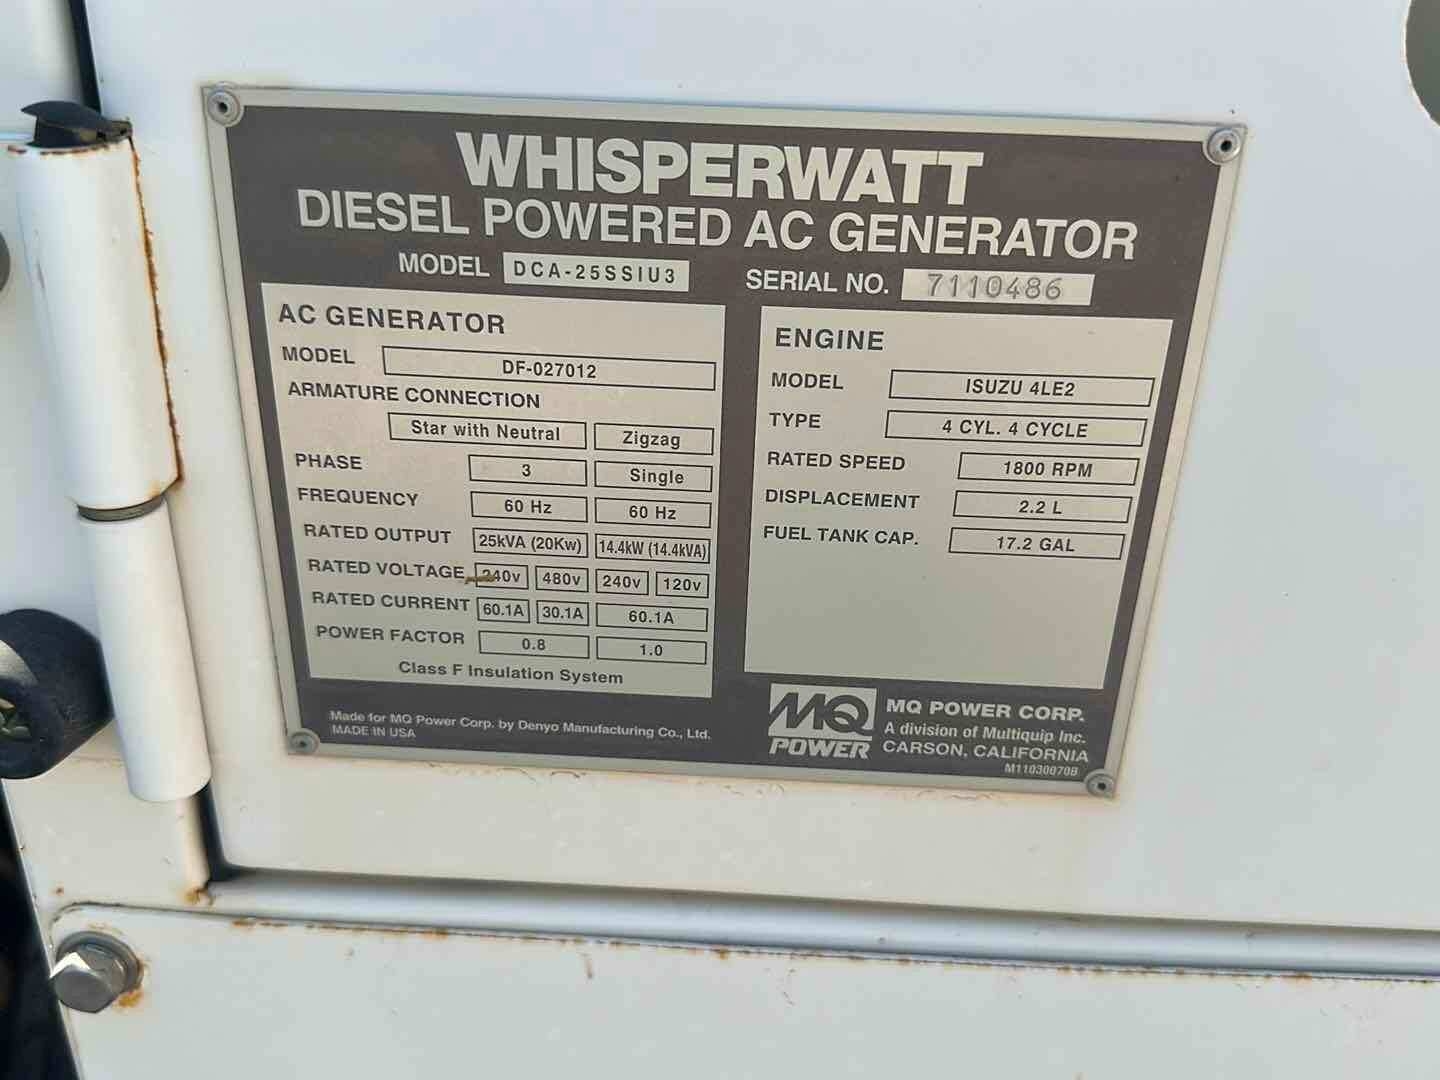 WHISPERWATT
DIESEL POWERED AC GENERATOR
MODEL DCA-25SSIU3
SERIAL NO. 7110486
AC GENERATOR
MODEL DF-027012
ARMATURE CONNECTION
Star with Neutral Zigzag
PHASE 3 Single
FREQUENCY 60 Hz 60 Hz
RATED OUTPUT 25kVA (20Kw) 14.4kW (14.4kVA)
RATED VOLTAGE 240v 480v 240v 120v
RATED CURRENT 60.1A 30.1A 60.1A
POWER FACTOR 0.8 1.0
Class F Insulation System
ENGINE
MODEL ISUZU 4LE2
TYPE 4 CYL. 4 CYCLE
RATED SPEED 1800 RPM
DISPLACEMENT 2.2 L
FUEL TANK CAP. 17.2 GAL
Made for MQ Power Corp. by Denyo Manufacturing Co., Ltd.
MADE IN USA
MQ
POWER
MQ POWER CORP.
A division of Multiquip Inc.
CARSON, CALIFORNIA
M11030070B